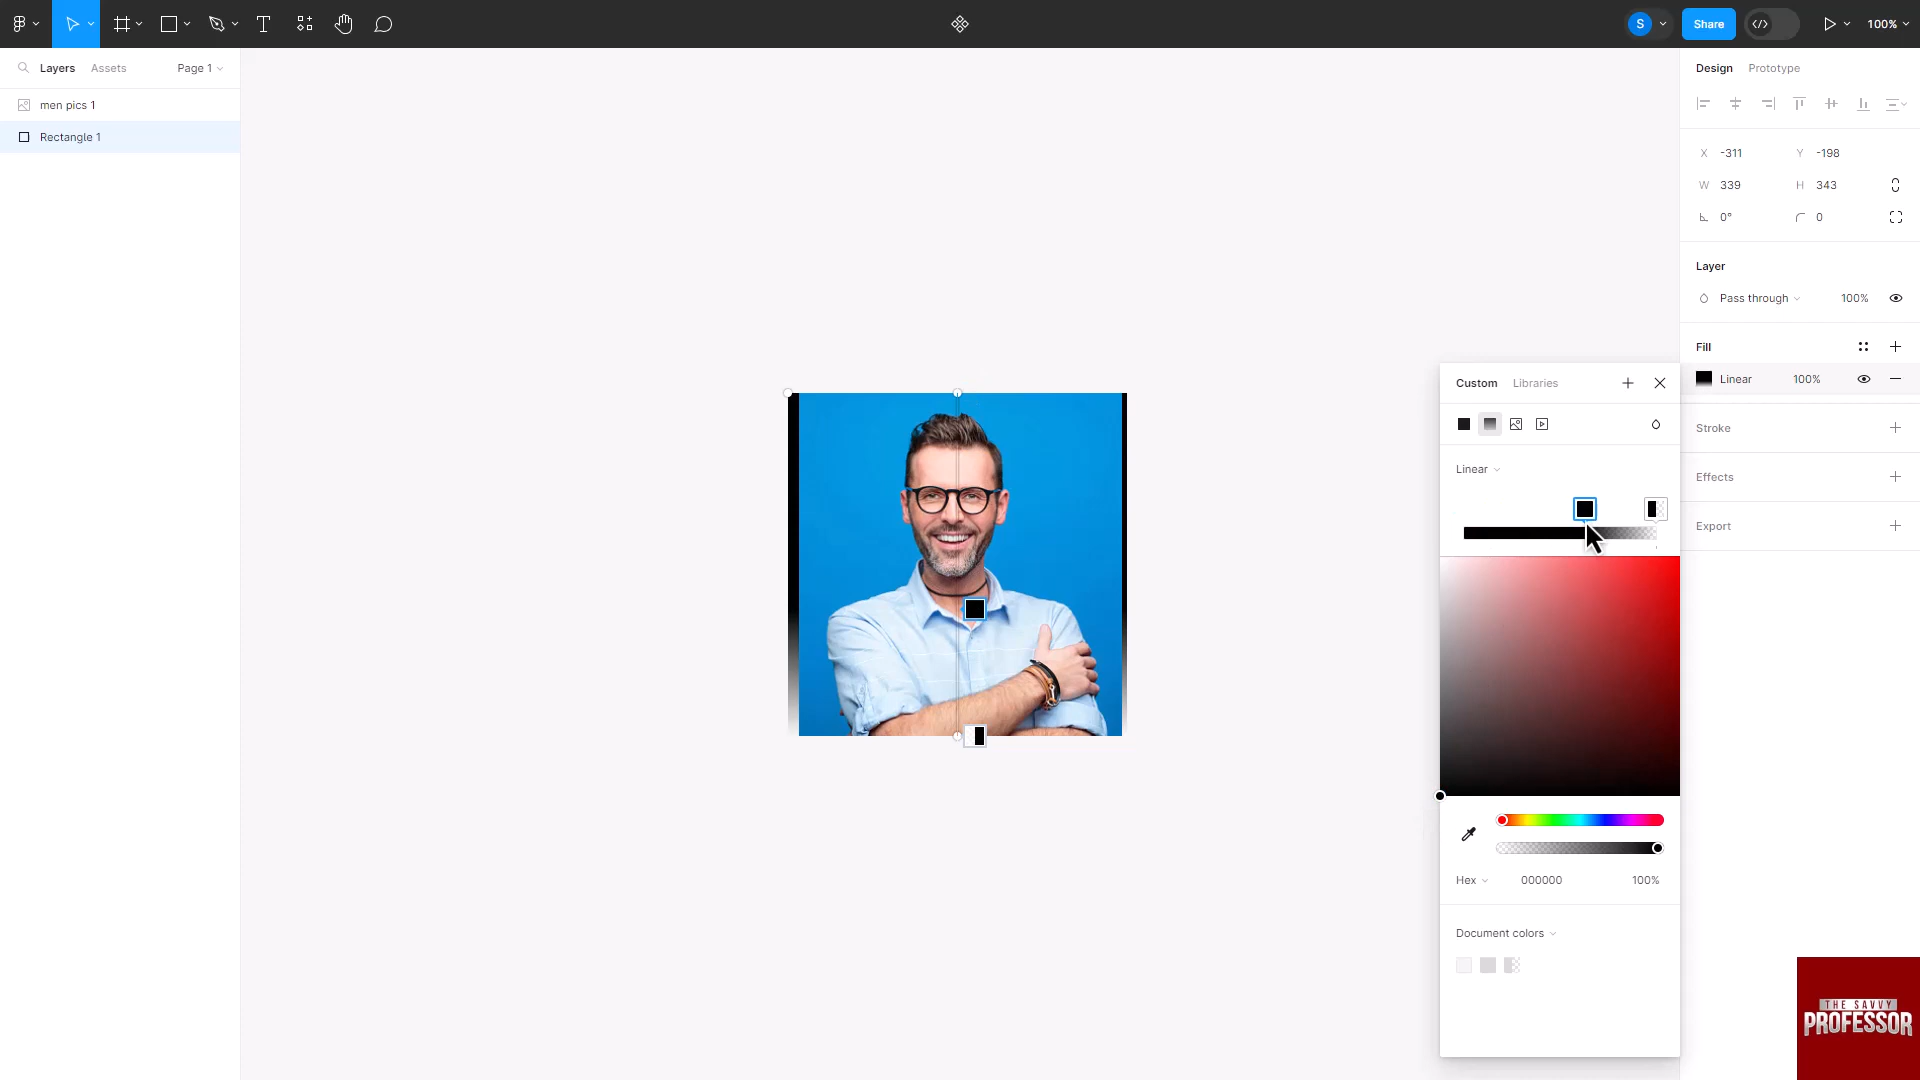 S
Share
100%
Layers
Assets
Page 1
men pics 1
Rectangle 1
Design
Prototype
X
-311
Y
-198
W
339
H
343
0°
0
Layer
Pass through
100%
Fill
Linear
100%
Stroke
Effects
Export
Custom
Libraries
Linear
Hex
000000
100%
Document colors
THE SAVVY
PROFESSOR